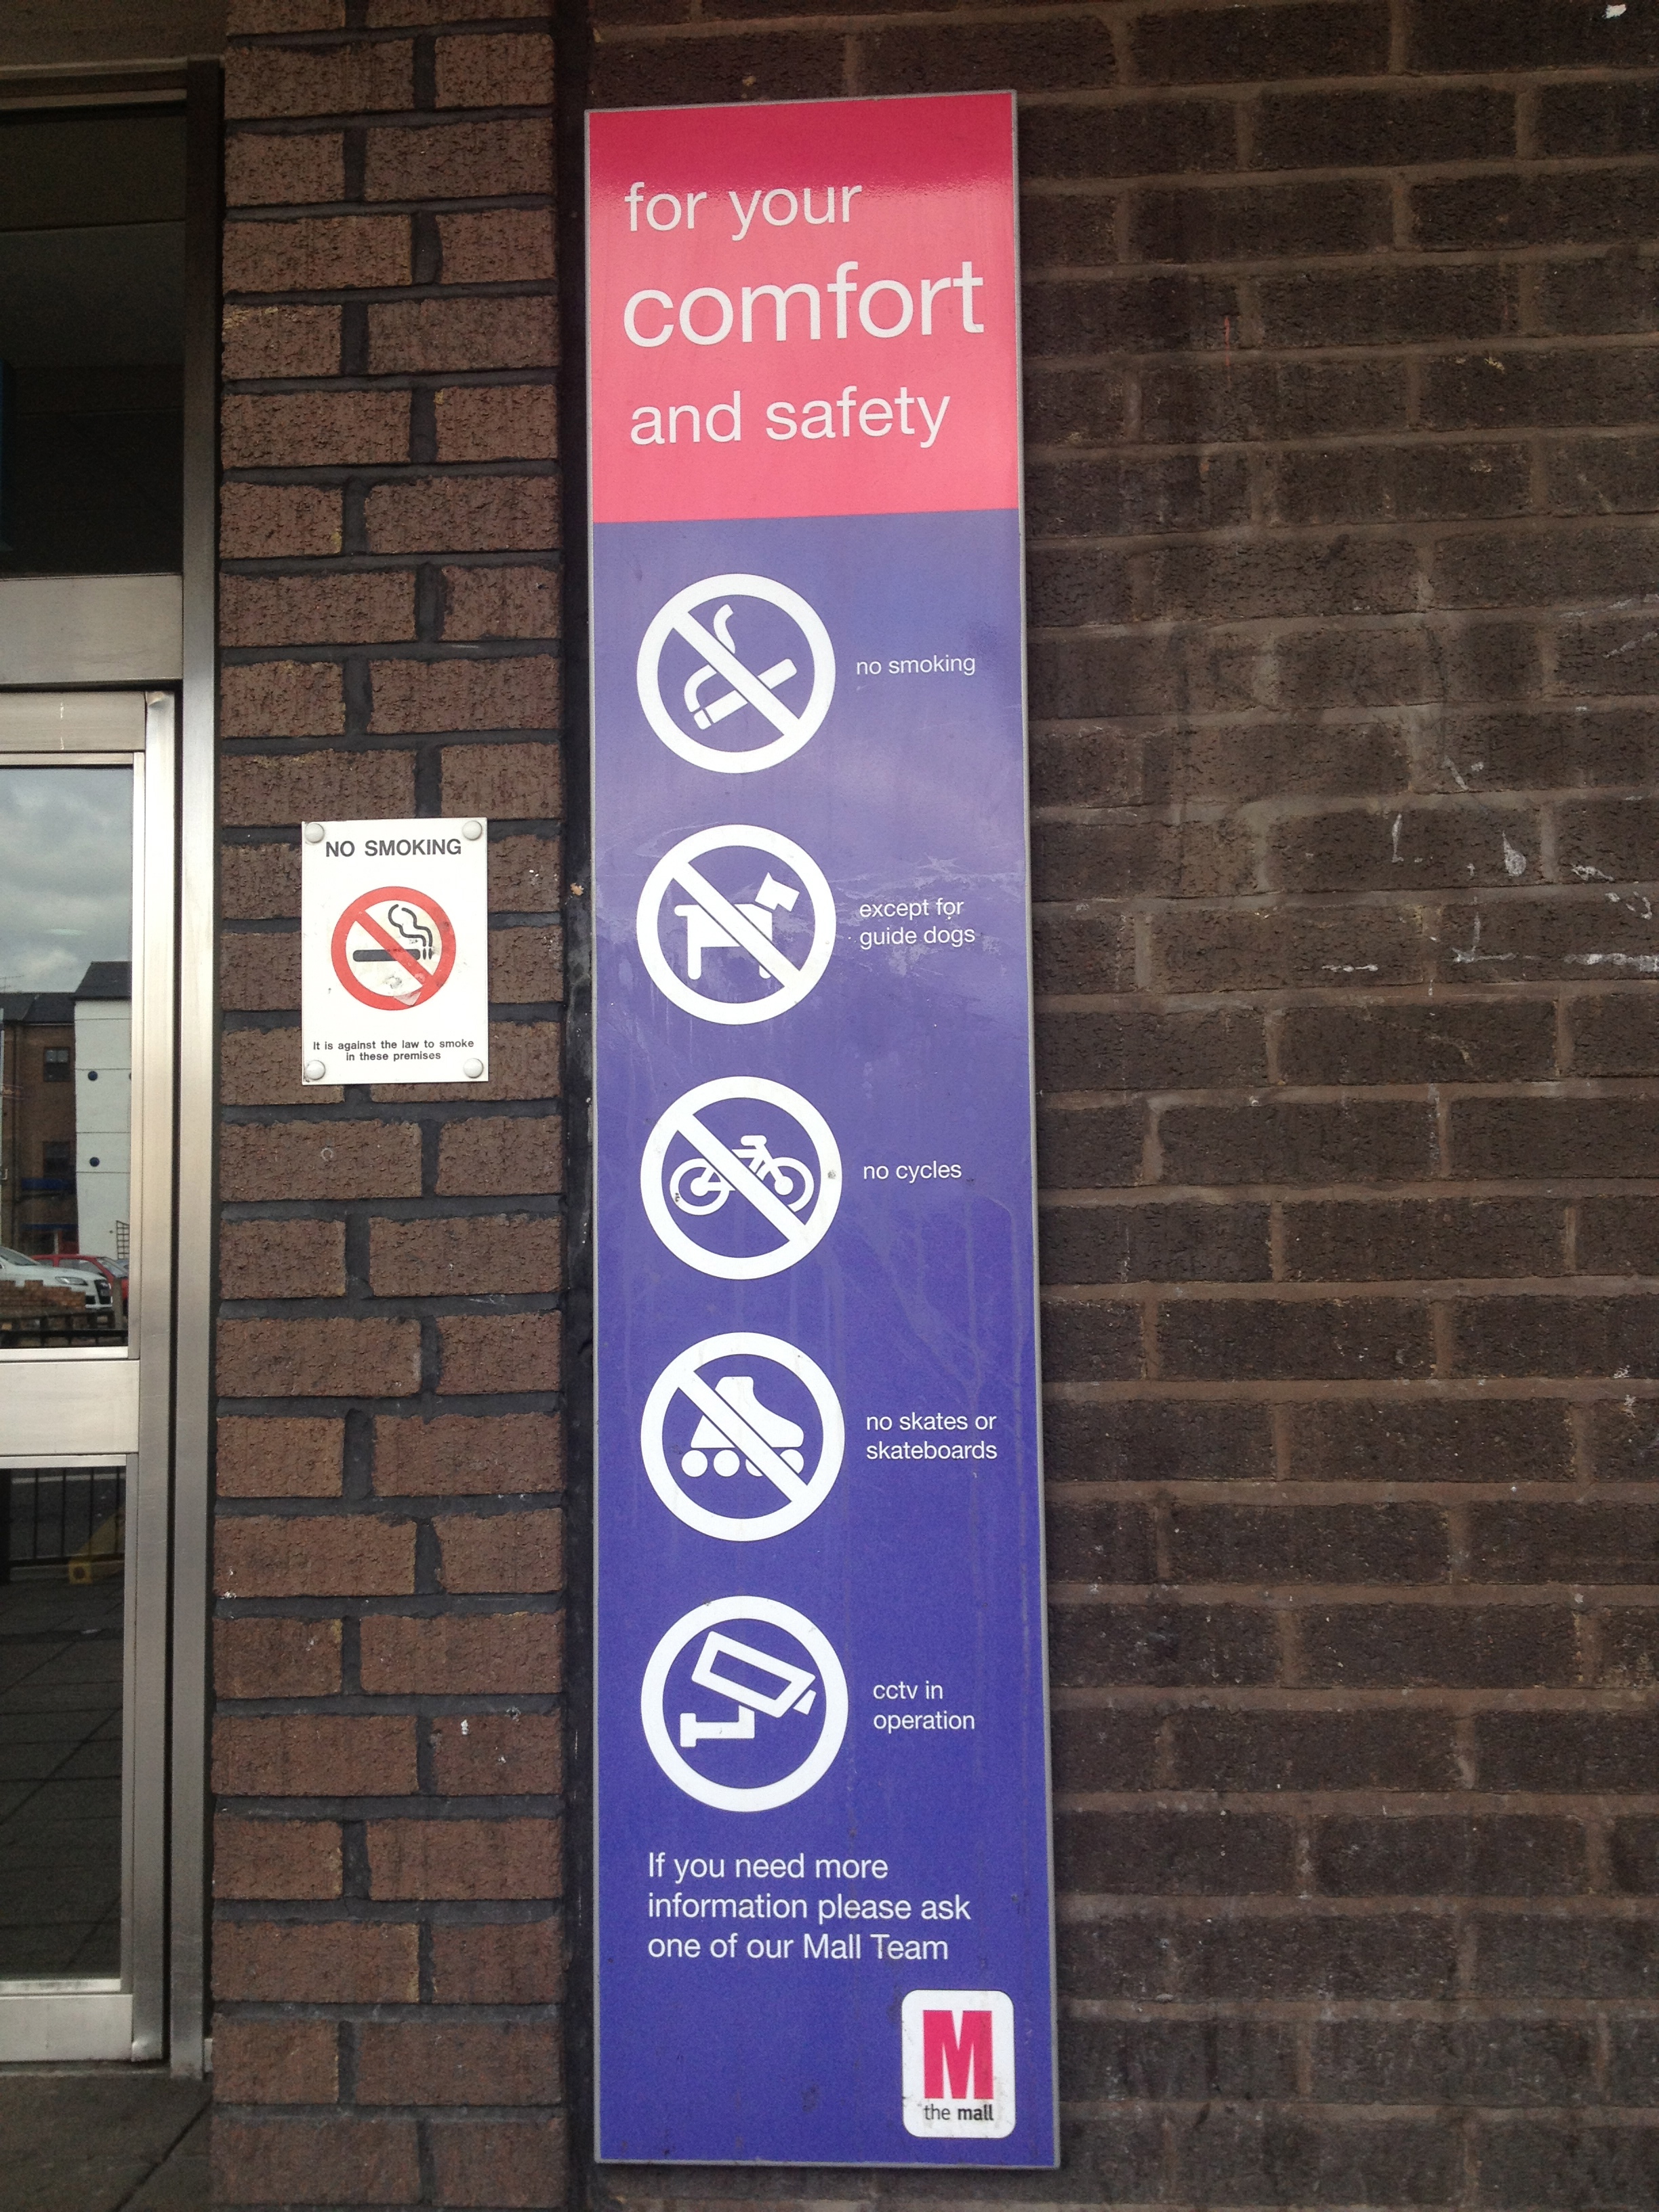 NO SMOKING
It is against the law to smoke
in these premises
for your
comfort
and safety
no smoking
except for
guide dogs
no cycles
no skates or
skateboards
cctv in
operation
If you need more
information please ask
one of our Mall Team
M
the mall